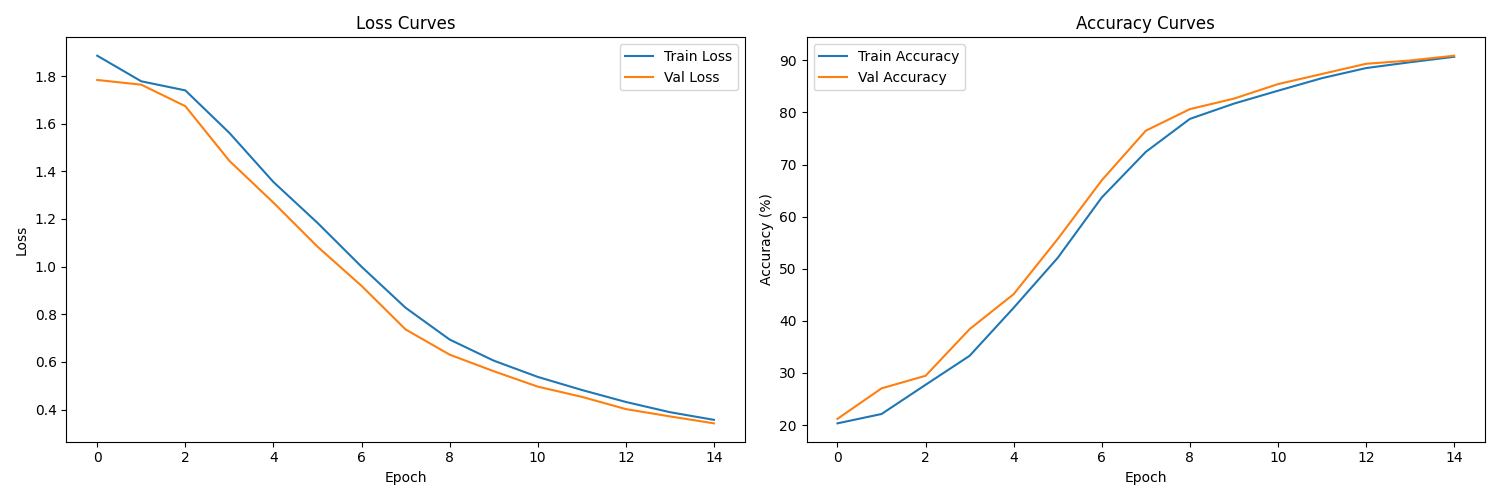 Loss Curves
Train Loss
Val Loss
1.8
1.6
1.4
1.2
1.0
0.8
0.6
0.4
Loss
0 2 4 6 8 10 12 14
Epoch
Accuracy Curves
Train Accuracy
Val Accuracy
90
80
70
60
50
40
30
20
Accuracy (%)
0 2 4 6 8 10 12 14
Epoch